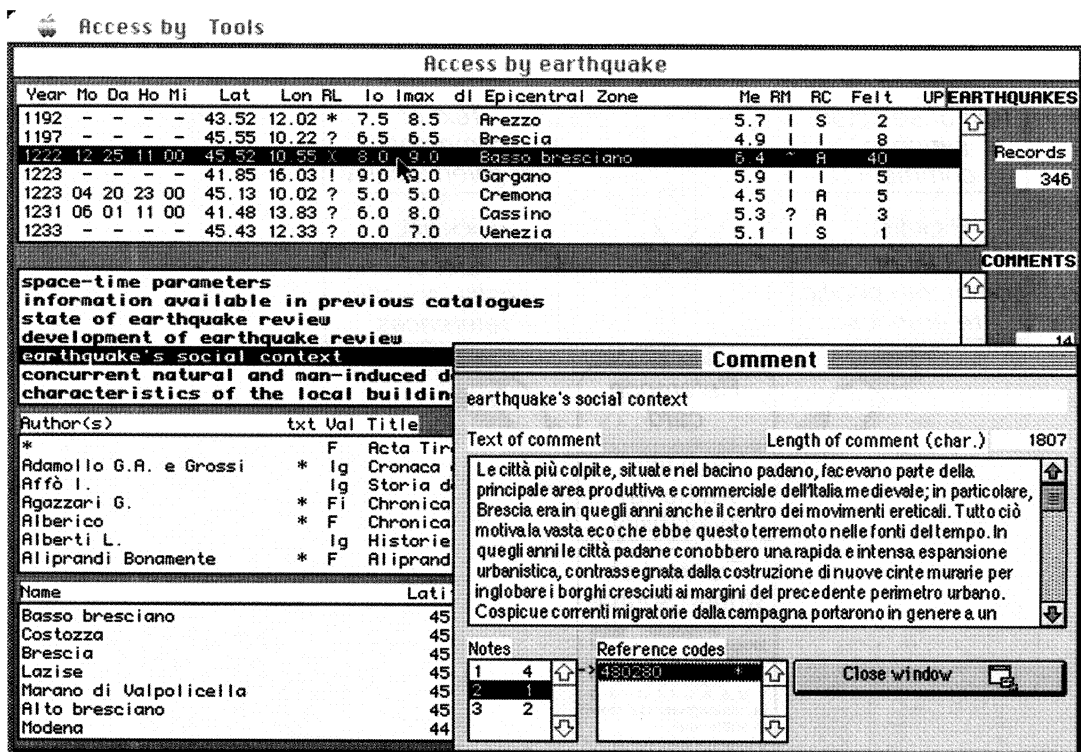 Access by Tools
Access by earthquake
Year Mo Da Ho Mi Lat Lon RL Io Imax dl Epicentral Zone Me RM RC Felt UP EARTHQUAKES
1192 - - - - 43.52 12.02 * 7.5 8.5 Arezzo 5.7 I S 2
1197 - - - - 45.55 10.22 ? 6.5 6.5 Brescia 4.9 I I 8
1222 12 25 11 00 45.52 10.55 X 8.0 9.0 Basso bresciano 6.4 ~ A 40
Records
1223 - - - - 41.85 16.03 ! 9.0 9.0 Gargano 5.9 I I 5
346
1223 04 20 23 00 45.13 10.02 ? 5.0 5.0 Cremona 4.5 I A 5
1231 06 01 11 00 41.48 13.83 ? 6.0 8.0 Cassino 5.3 ? A 3
1233 - - - - 45.43 12.33 ? 0.0 7.0 Venezia 5.1 I S 1
COMMENTS
space-time parameters
information available in previous catalogues
state of earthquake review
development of earthquake review
14
earthquake's social context
concurrent natural and man-induced d
characteristics of the local building
Author(s) txt Val Title
* F Acta Tir
Adamollo G.A. e Grossi * Ig Cronaca
Affò I. Ig Storia d
Agazzari G. * Fi Chronica
Alberico * F Chronica
Alberti L. Ig Historie
Aliprandi Bonamente * F Aliprand
Name Lati
Basso bresciano 45
Costozza 45
Brescia 45
Lazise 45
Marano di Valpolicella 45
Alto bresciano 45
Modena 44
Comment
earthquake's social context
Text of comment Length of comment (char.) 1807
Le città più colpite, situate nel bacino padano, facevano parte della
principale area produttiva e commerciale dell'Italia medievale; in particolare,
Brescia era in quegli anni anche il centro dei movimenti ereticali. Tutto ciò
motiva la vasta eco che ebbe questo terremoto nelle fonti del tempo. In
quegli anni le città padane conobbero una rapida e intensa espansione
urbanistica, contrassegnata dalla costruzione di nuove cinte murarie per
inglobare i borghi cresciuti ai margini del precedente perimetro urbano.
Cospicue correnti migratorie dalla campagna portarono in genere a un
Notes Reference codes
1 4 -> 480280 *
2 1
3 2
Close window